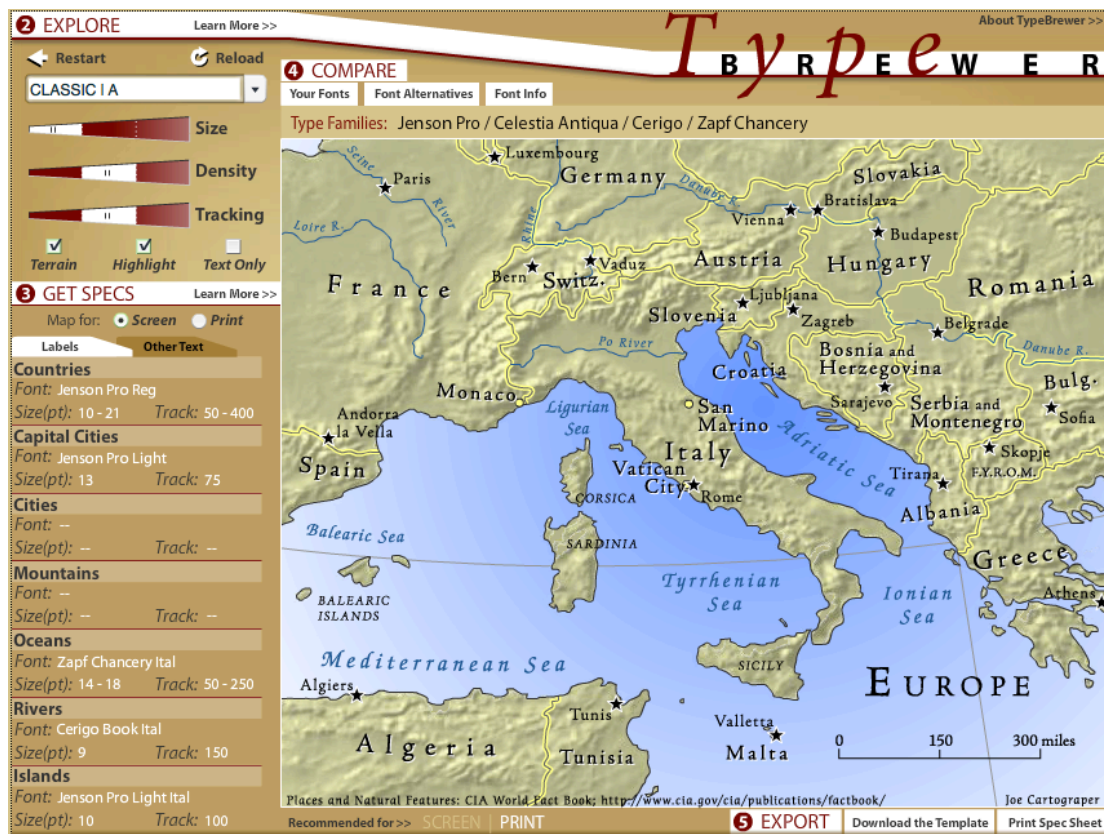 2 EXPLORE
Learn More >>
Type
BREWER
About TypeBrewer >>
Restart
Reload
CLASSIC | A
Size
Density
Tracking
Terrain
Highlight
Text Only
3 GET SPECS
Learn More >>
Map for:
Screen
Print
Labels
Other Text
Countries
Font: Jenson Pro Reg
Size(pt): 10 - 21 Track: 50 - 400
Capital Cities
Font: Jenson Pro Light
Size(pt): 13 Track: 75
Cities
Font: --
Size(pt): -- Track: --
Mountains
Font: --
Size(pt): -- Track: --
Oceans
Font: Zapf Chancery Ital
Size(pt): 14 - 18 Track: 50 - 250
Rivers
Font: Cerigo Book Ital
Size(pt): 9 Track: 150
Islands
Font: Jenson Pro Light Ital
Size(pt): 10 Track: 100
4 COMPARE
Your Fonts
Font Alternatives
Font Info
Type Families: Jenson Pro / Celestia Antiqua / Cerigo / Zapf Chancery
Luxembourg
Germany
Seine
River
Paris
Loire R.
Rhine
Danube R.
Slovakia
Bratislava
Vienna
Budapest
Bern
Switz.
Vaduz
Austria
Hungary
France
Romania
Ljubljana
Slovenia
Zagreb
Belgrade
Po River
Danube R.
Croatia
Bosnia and
Herzegovina
Bulg.
Monaco
Sarajevo
Serbia and
Montenegro
Sofia
Ligurian
Sea
San
Marino
Adriatic Sea
Andorra
la Vella
Spain
Italy
Skopje
F.Y.R.O.M.
Vatican
City
Rome
Tirana
CORSICA
Albania
Balearic Sea
SARDINIA
Greece
Tyrrhenian
Sea
Ionian
Sea
Athens
BALEARIC
ISLANDS
Mediterranean Sea
SICILY
EUROPE
Algiers
Tunis
Valletta
Malta
Algeria
Tunisia
0 150 300 miles
Places and Natural Features: CIA World Fact Book; http://www.cia.gov/cia/publications/factbook/
Joe Cartograper
Recommended for >> SCREEN | PRINT
5 EXPORT
Download the Template
Print Spec Sheet